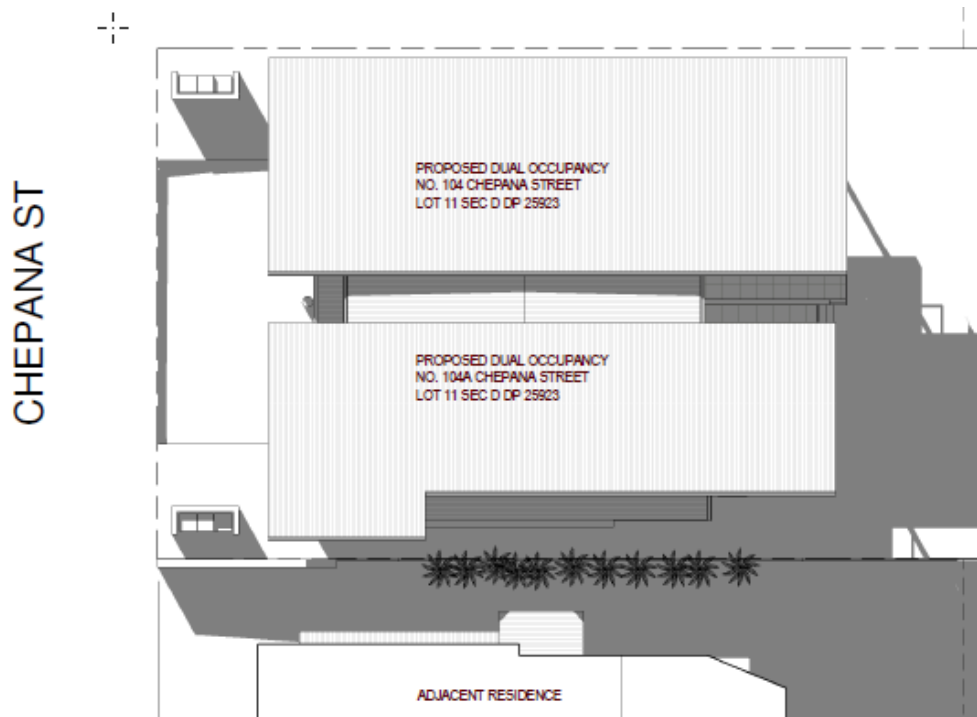 CHEPANA ST
PROPOSED DUAL OCCUPANCY
NO. 104 CHEPANA STREET
LOT 11 SEC D DP 25923
PROPOSED DUAL OCCUPANCY
NO. 104A CHEPANA STREET
LOT 11 SEC D DP 25923
ADJACENT RESIDENCE